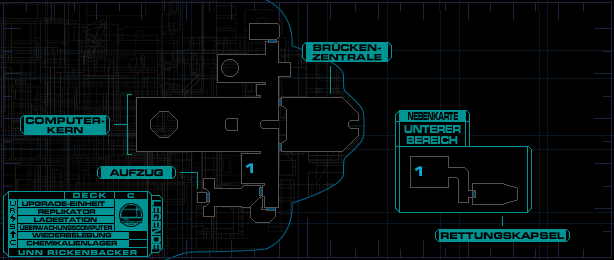 BRÜCKEN-
ZENTRALE
COMPUTER-
KERN
AUFZUG
1
NEBENKARTE
UNTERER
BEREICH
1
RETTUNGSKAPSEL
DECK C
UPGRADE-EINHEIT
REPLIKATOR
LADESTATION
ÜBERWACHUNGSCOMPUTER
WIEDERBELEBUNG
CHEMIKALIENLAGER
UNN RICKENBACKER
LEGENDE